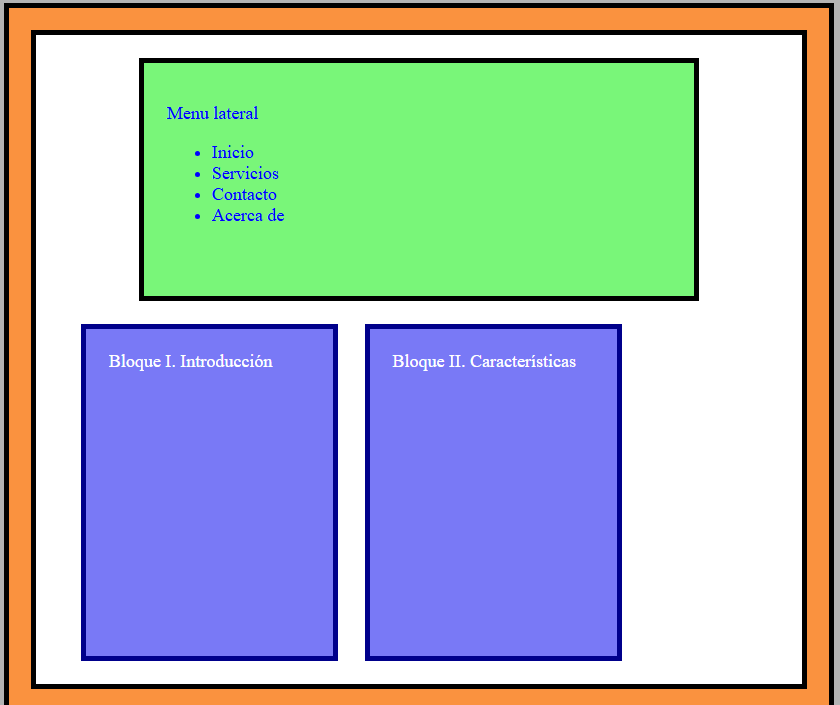 Menu lateral
Inicio
Servicios
Contacto
Acerca de
Bloque I. Introducción
Bloque II. Características